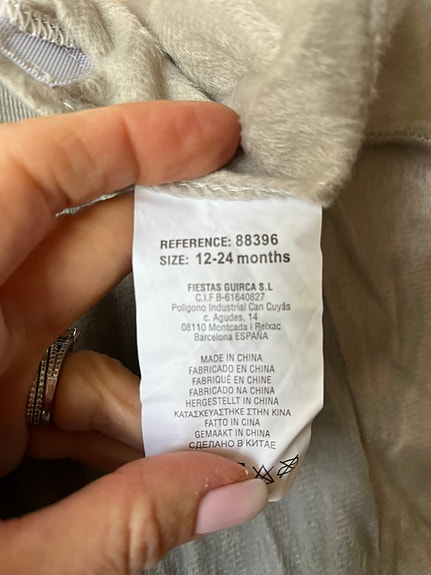 REFERENCE: 88396
SIZE: 12-24 months
FIESTAS GUIRCA S.L
C.I.F B-61640827
Poligono Industrial Can Cuyás
c. Agudes, 14
08110 Montcada i Reixac
Barcelona ESPAÑA
MADE IN CHINA
FABRICADO EN CHINA
FABRIQUÉ EN CHINE
FABRICADO NA CHINA
HERGESTELLT IN CHINA
ΚΑΤΑΣΚΕΥΑΣΤΗΚΕ ΣΤΗΝ ΚΙΝΑ
FATTO IN CINA
GEMAAKT IN CHINA
СДЕЛАНО В КИТАЕ